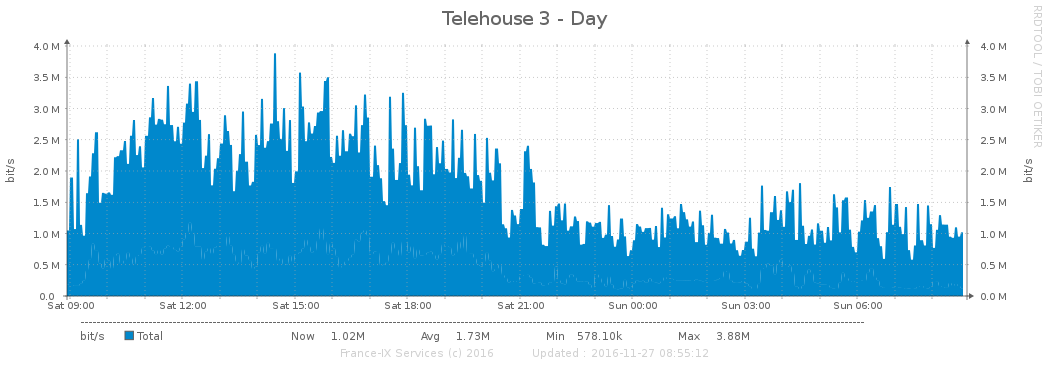 Telehouse 3 - Day
RRDTOOL / TOBI OETIKER
4.0 M 4.0 M
3.5 M 3.5 M
3.0 M 3.0 M
2.5 M 2.5 M
2.0 M 2.0 M
1.5 M 1.5 M
1.0 M 1.0 M
0.5 M 0.5 M
0.0 0.0 M
bit/s
bit/s
Sat 09:00 Sat 12:00 Sat 15:00 Sat 18:00 Sat 21:00 Sun 00:00 Sun 03:00 Sun 06:00
bit/s Total Now 1.02M Avg 1.73M Min 578.10k Max 3.88M
France-IX Services (c) 2016 Updated : 2016-11-27 08:55:12